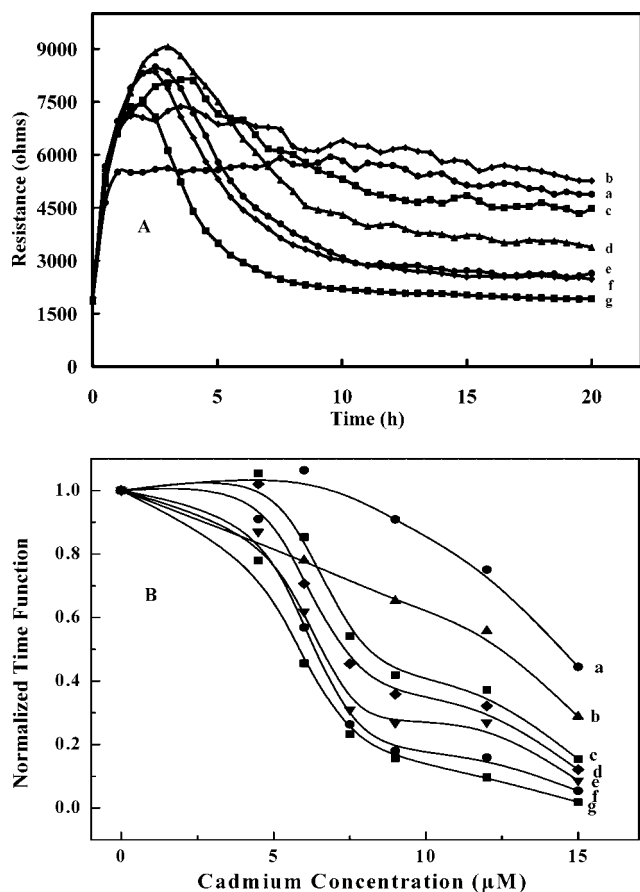 9000
7500
6000
4500
3000
1500
0
Resistance (ohms)
A
b
a
c
d
e
f
g
0 5 10 15 20
Time (h)
1.0
0.8
0.6
0.4
0.2
0.0
Normalized Time Function
B
a
b
c
d
e
f
g
0 5 10 15
Cadmium Concentration (µM)